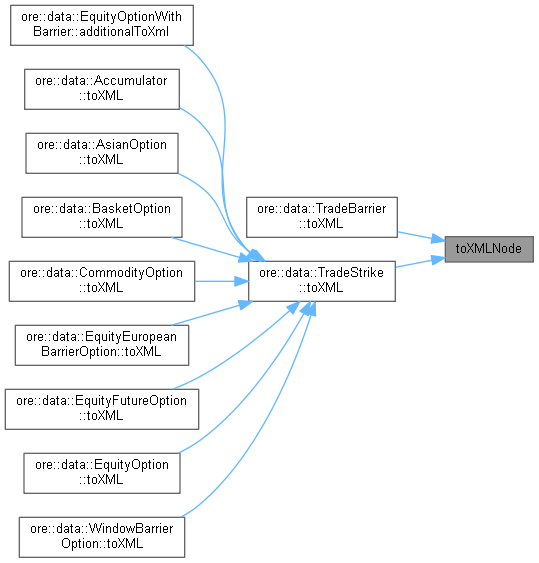 ore::data::EquityOptionWith
Barrier::additionalToXml
ore::data::Accumulator
::toXML
ore::data::AsianOption
::toXML
ore::data::BasketOption
::toXML
ore::data::CommodityOption
::toXML
ore::data::EquityEuropean
BarrierOption::toXML
ore::data::EquityFutureOption
::toXML
ore::data::EquityOption
::toXML
ore::data::WindowBarrier
Option::toXML
ore::data::TradeBarrier
::toXML
ore::data::TradeStrike
::toXML
toXMLNode